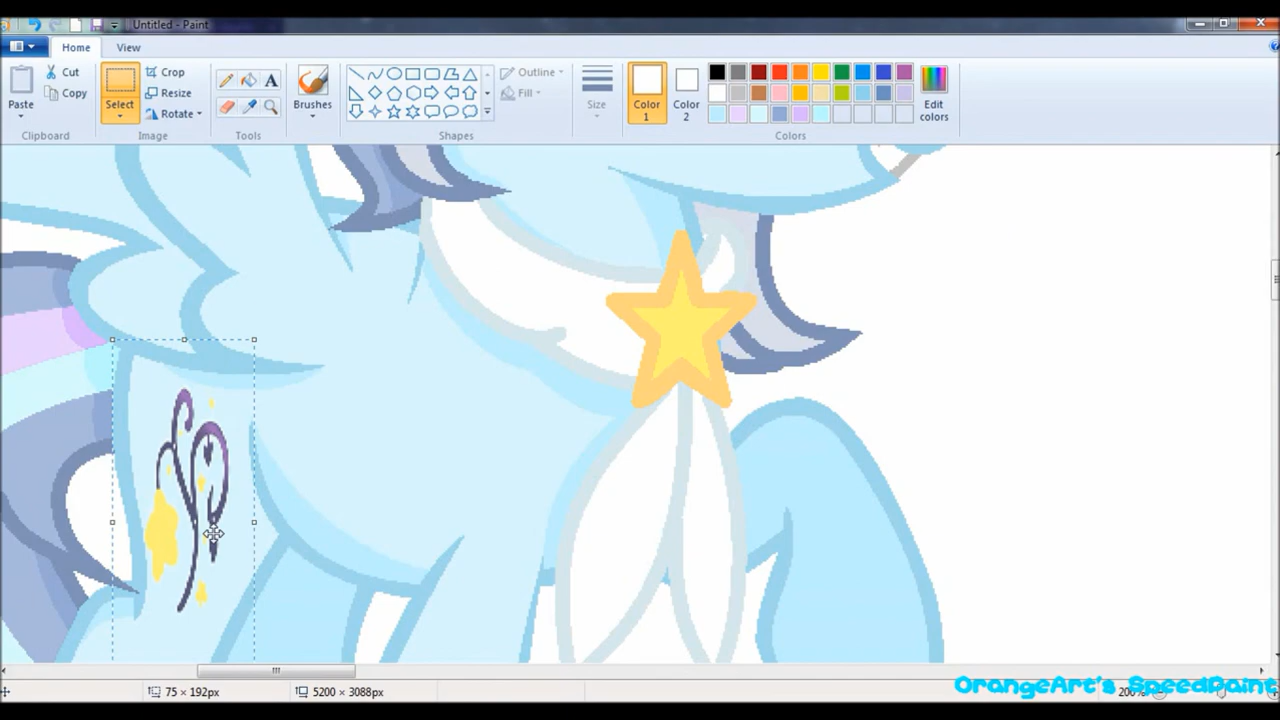 Untitled - Paint
Home
View
Paste
Cut
Copy
Clipboard
Select
Crop
Resize
Rotate
Image
A
Tools
Brushes
Outline
Fill
Shapes
Size
Color 1
Color 2
Edit colors
Colors
75 × 192px
5200 × 3088px
200%
OrangeArt's SpeedPaint